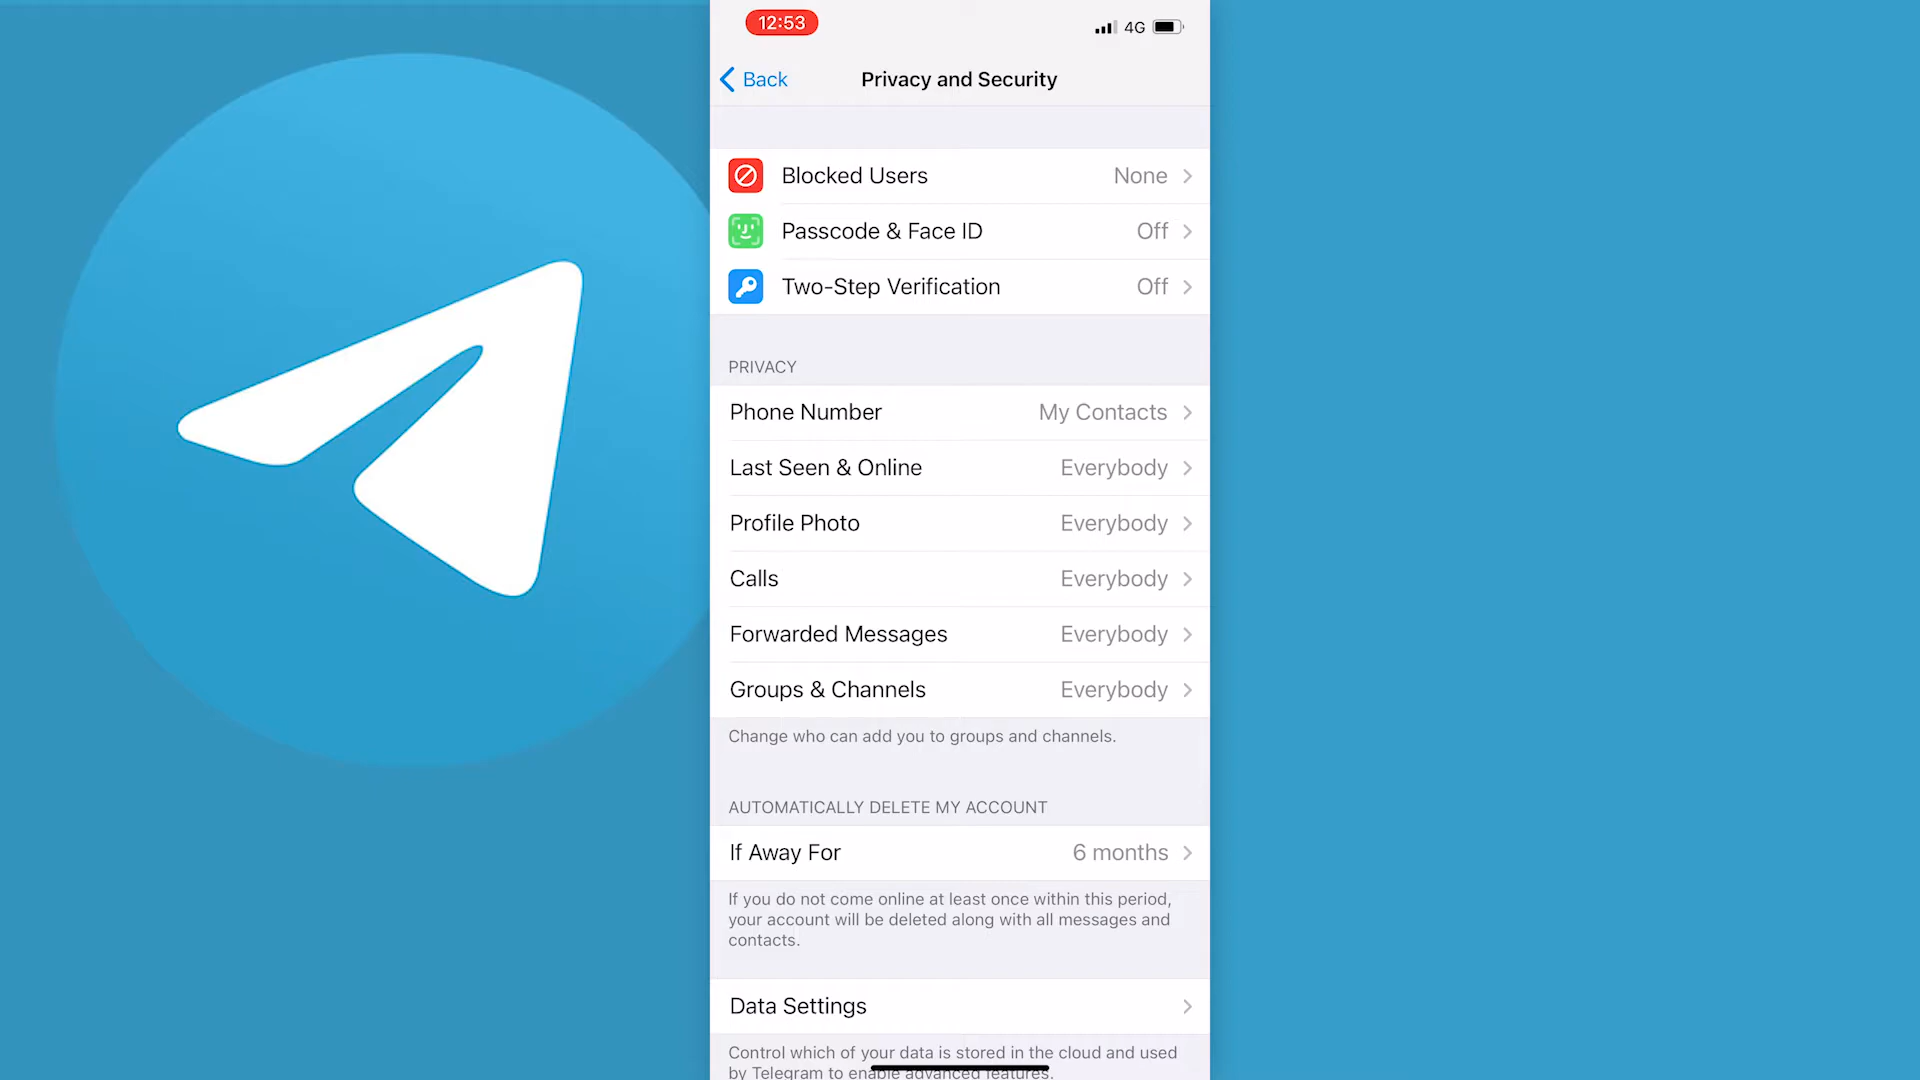 12:53
4G
Back
Privacy and Security
Blocked Users None
Passcode & Face ID Off
Two-Step Verification Off
PRIVACY
Phone Number My Contacts
Last Seen & Online Everybody
Profile Photo Everybody
Calls Everybody
Forwarded Messages Everybody
Groups & Channels Everybody
Change who can add you to groups and channels.
AUTOMATICALLY DELETE MY ACCOUNT
If Away For 6 months
If you do not come online at least once within this period,
your account will be deleted along with all messages and
contacts.
Data Settings
Control which of your data is stored in the cloud and used
by Telegram to enable advanced features.